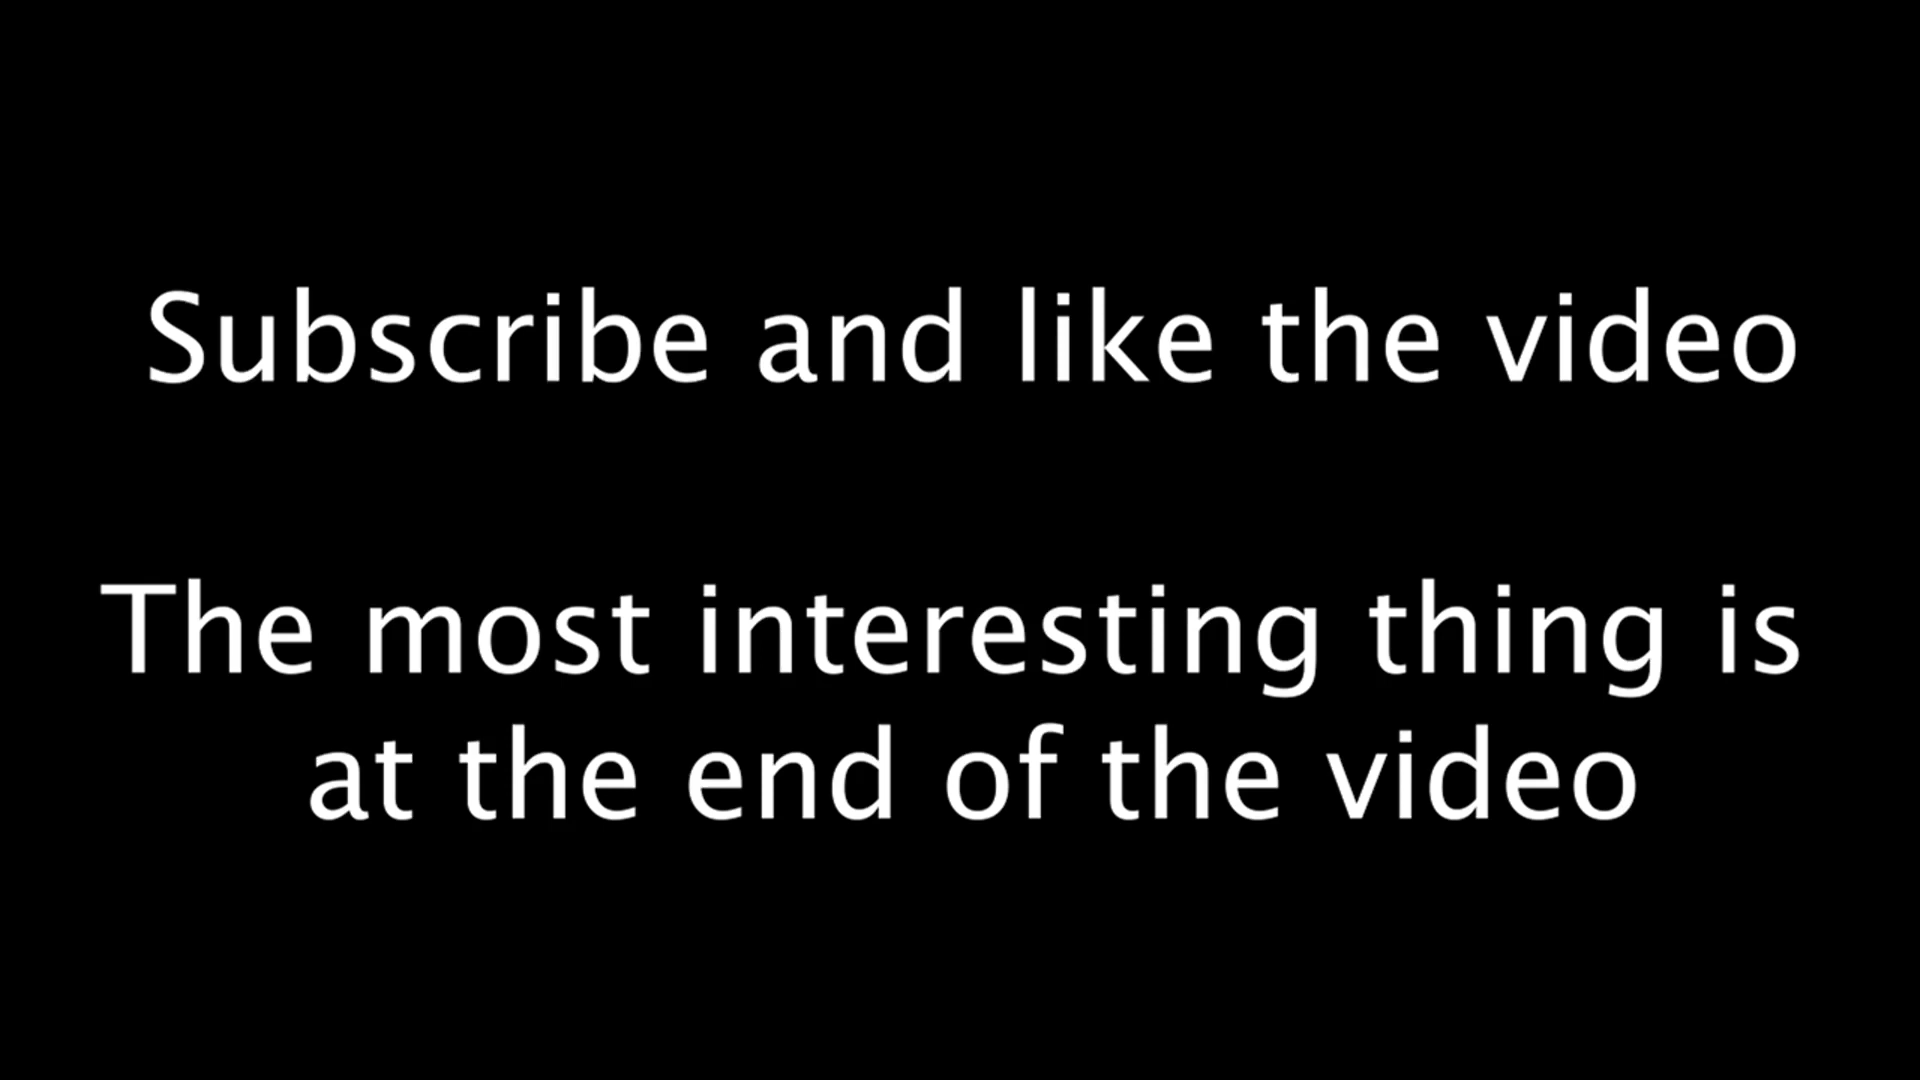 Subscribe and like the video
The most interesting thing is
at the end of the video